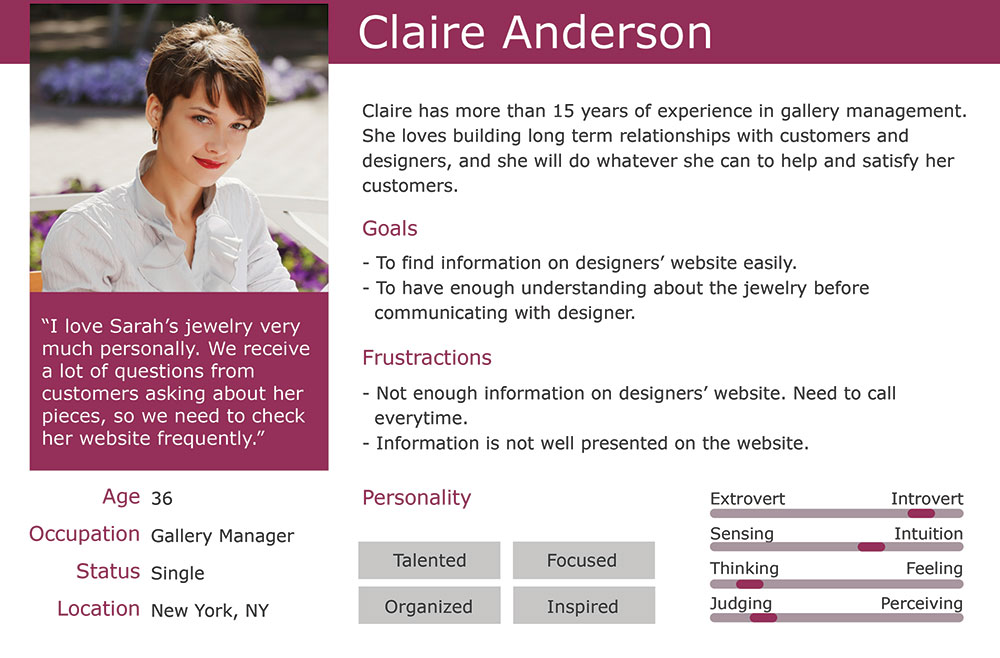 Claire Anderson
Claire has more than 15 years of experience in gallery management.
She loves building long term relationships with customers and
designers, and she will do whatever she can to help and satisfy her
customers.
Goals
- To find information on designers’ website easily.
- To have enough understanding about the jewelry before
communicating with designer.
Frustractions
- Not enough information on designers’ website. Need to call
everytime.
- Information is not well presented on the website.
“I love Sarah’s jewelry very
much personally. We receive
a lot of questions from
customers asking about her
pieces, so we need to check
her website frequently.”
Age 36
Occupation Gallery Manager
Status Single
Location New York, NY
Personality
Talented Focused
Organized Inspired
Extrovert Introvert
Sensing Intuition
Thinking Feeling
Judging Perceiving